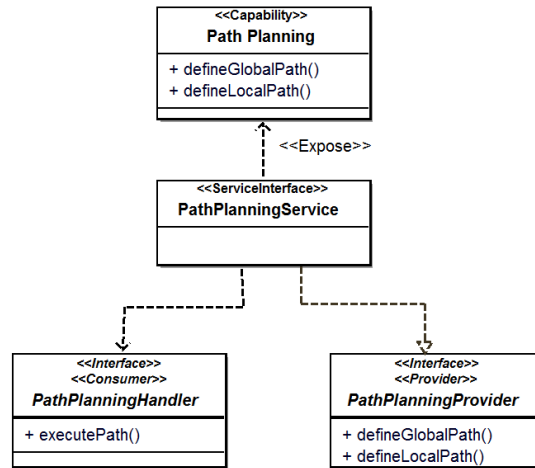 <<Capability>>
Path Planning
+ defineGlobalPath()
+ defineLocalPath()
<<Expose>>
<<ServiceInterface>>
PathPlanningService
<<Interface>>
<<Consumer>>
PathPlanningHandler
+ executePath()
<<Interface>>
<<Provider>>
PathPlanningProvider
+ defineGlobalPath()
+ defineLocalPath()